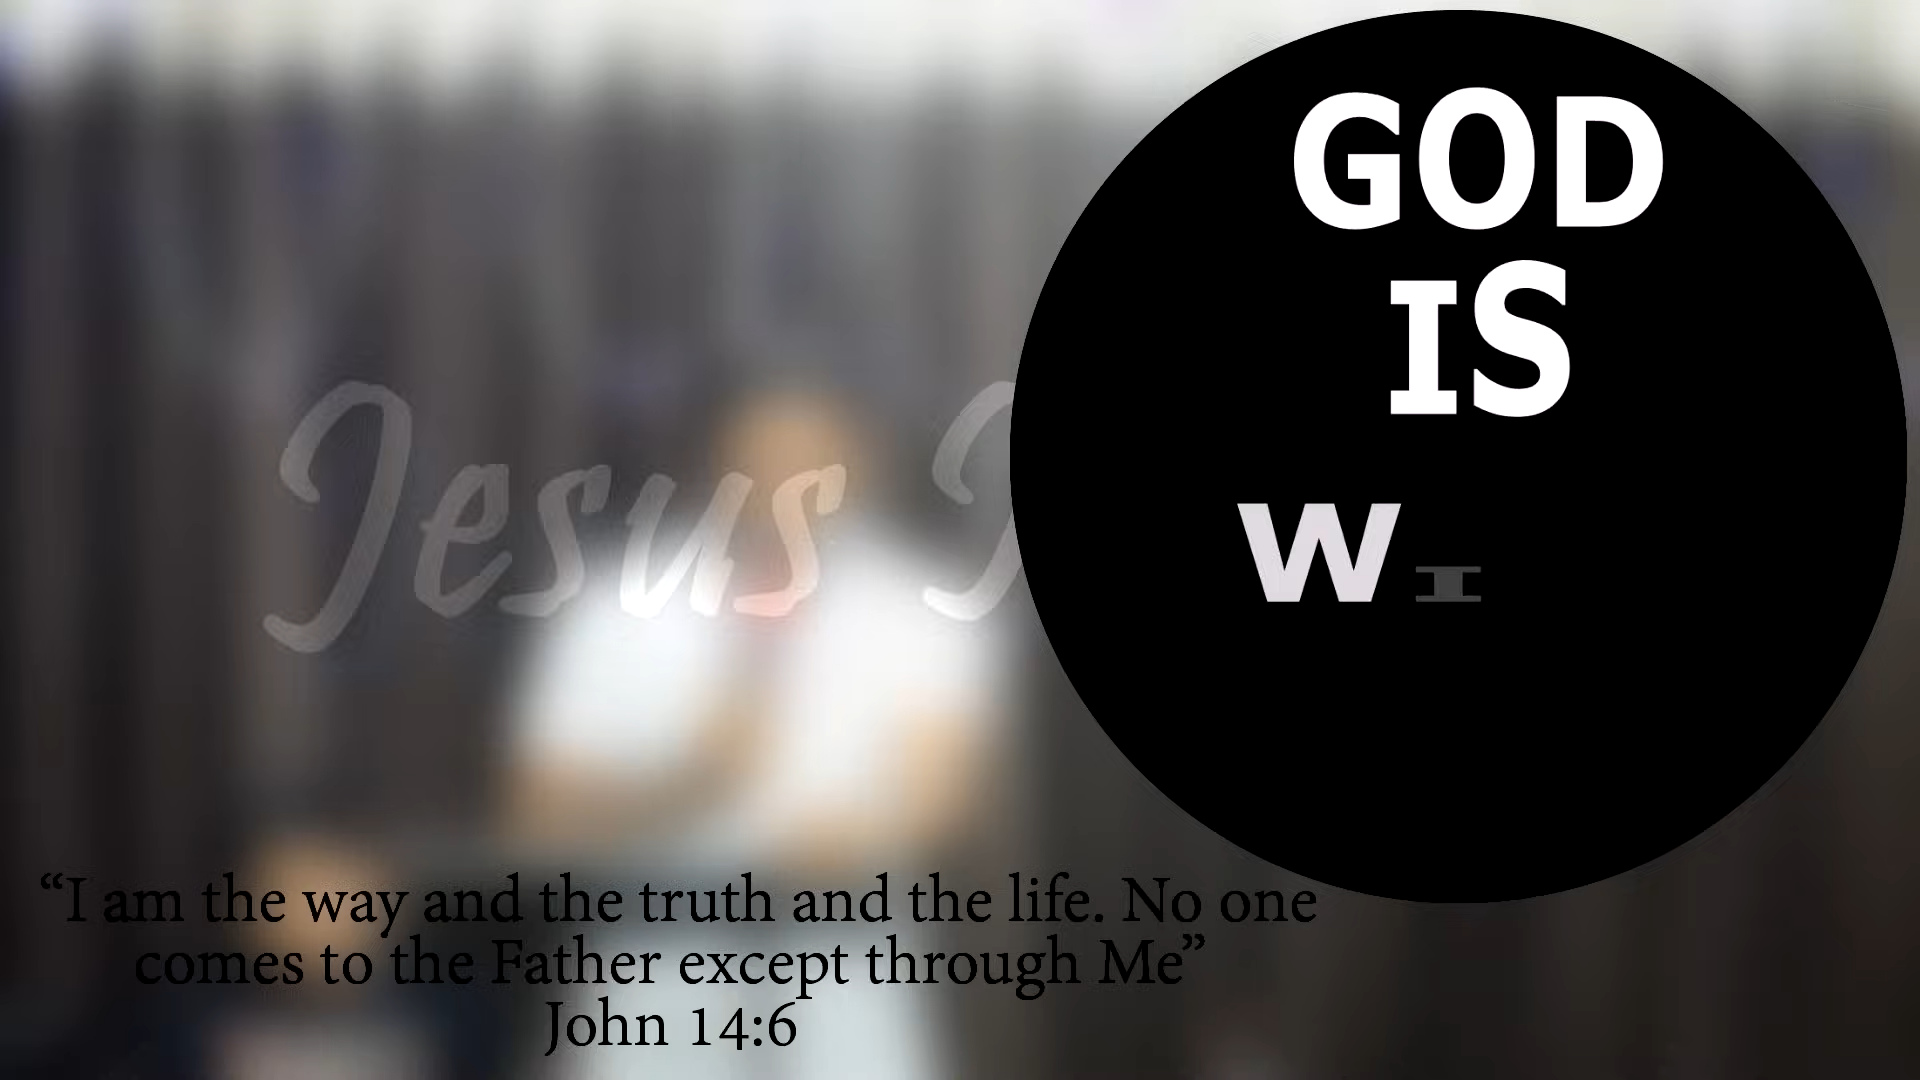 GOD
IS
WI
Jesus
“I am the way and the truth and the life. No one
comes to the Father except through Me”
John 14:6